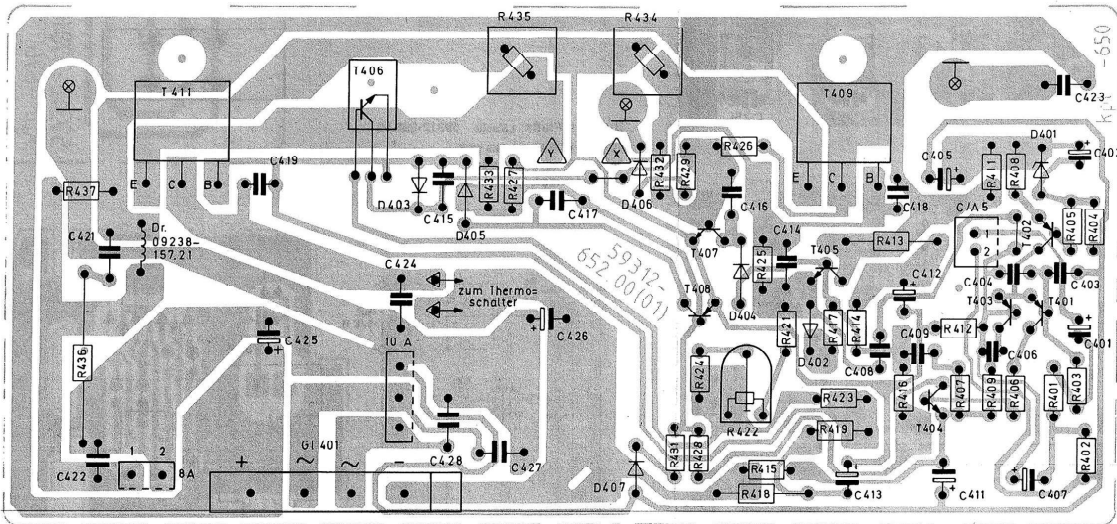 R435
R434
-650
T411
T406
T409
C423
D401
E
C
B
C419
R437
R433
R427
Y
X
D406
R432
R429
R426
E
C
B
C405
R411
R408
D403
C415
D405
C417
C416
C418
C421
Dr.
09238-
157.21
T407
R425
C414
T405
R413
1
2
T402
R405
R404
59312-
652.00(01)
C424
zum Thermo=
schalter
C412
C404
C403
T408
D404
T403
T401
C425
C426
R421
D402
R417
R414
C409
R412
C401
R436
10 A
C408
C406
R424
R422
R423
R416
R407
R409
R406
R401
R403
T404
R419
1
2
8A
C422
Gl 401
+
~
~
-
C428
C427
R431
R428
D407
R415
R418
C413
C411
C407
R402